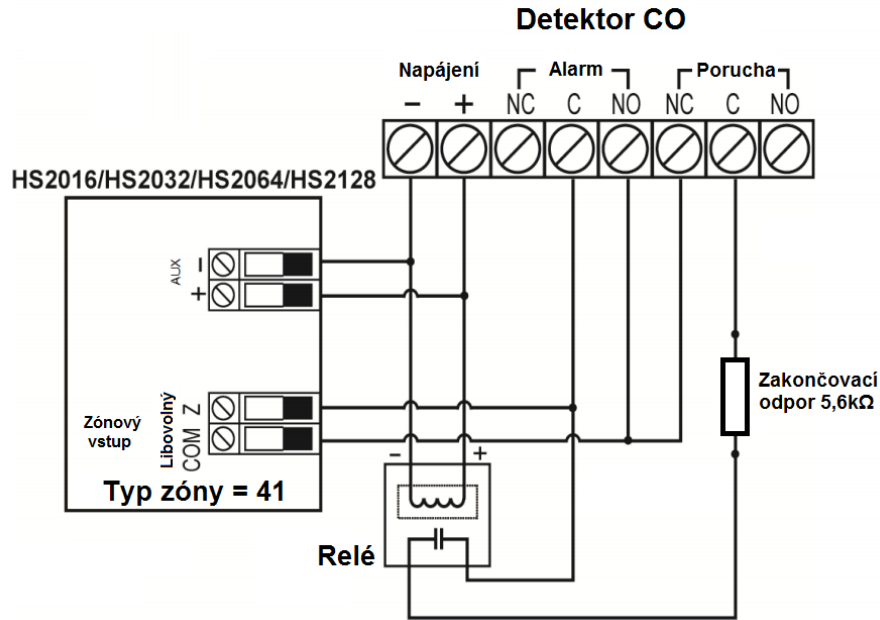 Detektor CO
Napájení
Alarm
Porucha
− + NC C NO NC C NO
HS2016/HS2032/HS2064/HS2128
AUX − +
Zónový
vstup
Libovolný
COM Z
Typ zóny = 41
− +
Relé
Zakončovací
odpor 5,6kΩ